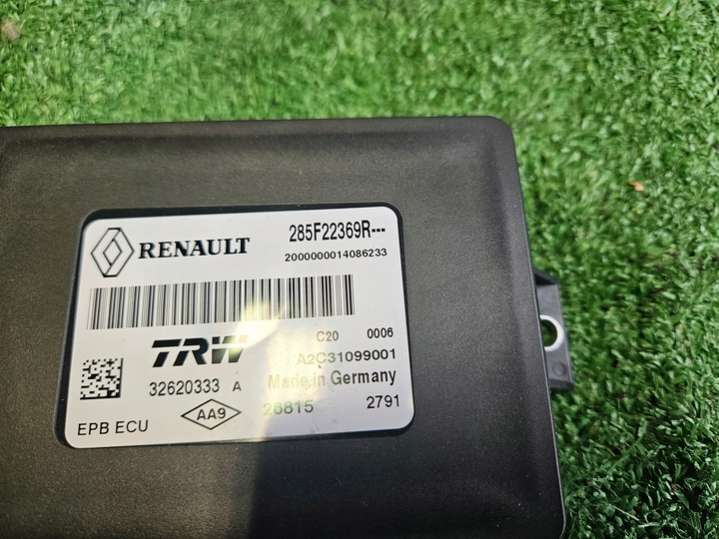 RENAULT 285F22369R---
2000000014086233
C20 0006
TRW A2C31099001
32620333 A Made in Germany
EPB ECU AA9 26815 2791